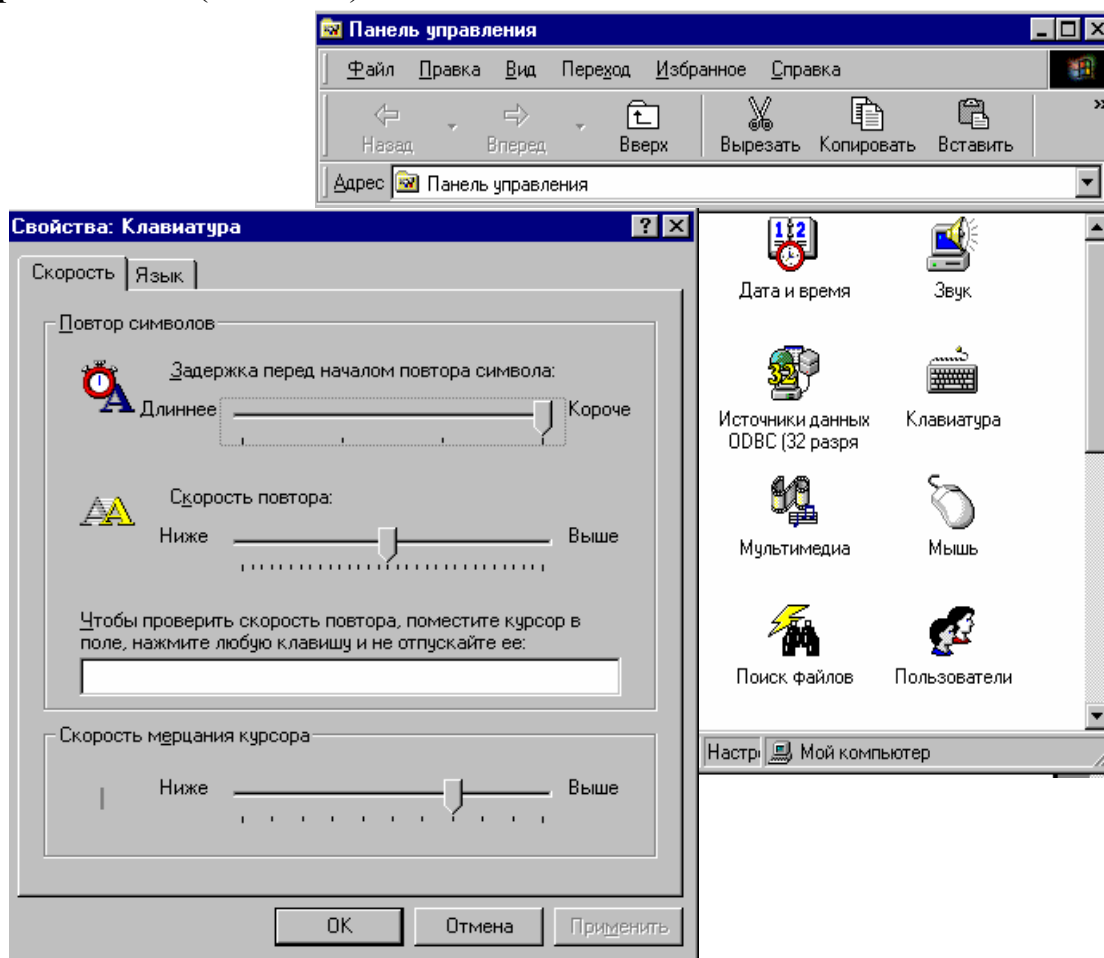 Панель управления
Файл Правка Вид Переход Избранное Справка
Назад Вперед Вверх Вырезать Копировать Вставить »
Адрес Панель управления
Свойства: Клавиатура
Скорость Язык
Повтор символов
Задержка перед началом повтора символа:
Длиннее Короче
Скорость повтора:
Ниже Выше
Чтобы проверить скорость повтора, поместите курсор в
поле, нажмите любую клавишу и не отпускайте ее:
Скорость мерцания курсора
Ниже Выше
OK Отмена Применить
Дата и время Звук
Источники данных Клавиатура
ODBC (32 разря
Мультимедиа Мышь
Поиск файлов Пользователи
Настр Мой компьютер